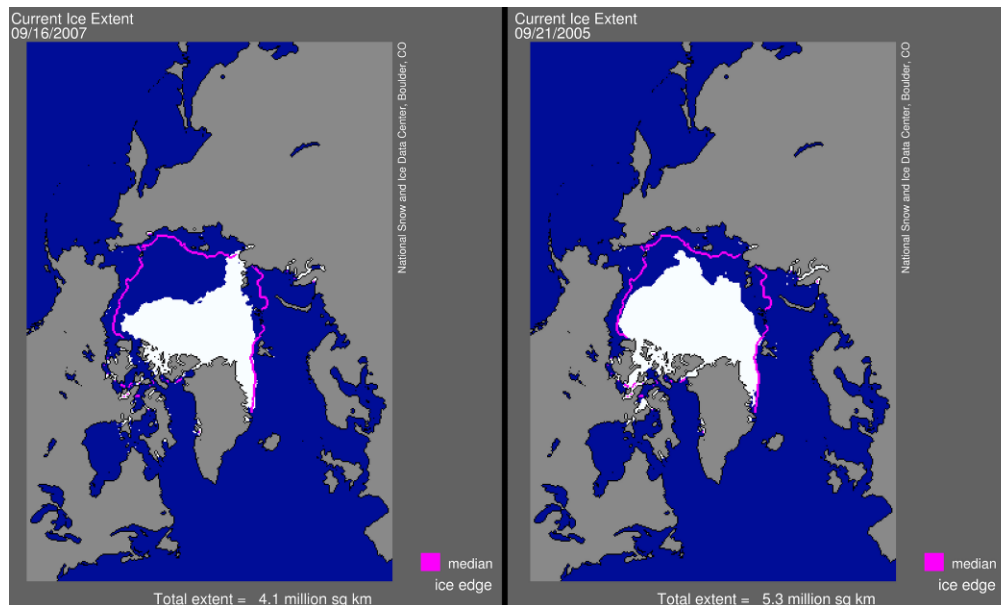 Current Ice Extent
09/16/2007
National Snow and Ice Data Center, Boulder, CO
median
ice edge
Total extent = 4.1 million sq km
Current Ice Extent
09/21/2005
National Snow and Ice Data Center, Boulder, CO
median
ice edge
Total extent = 5.3 million sq km